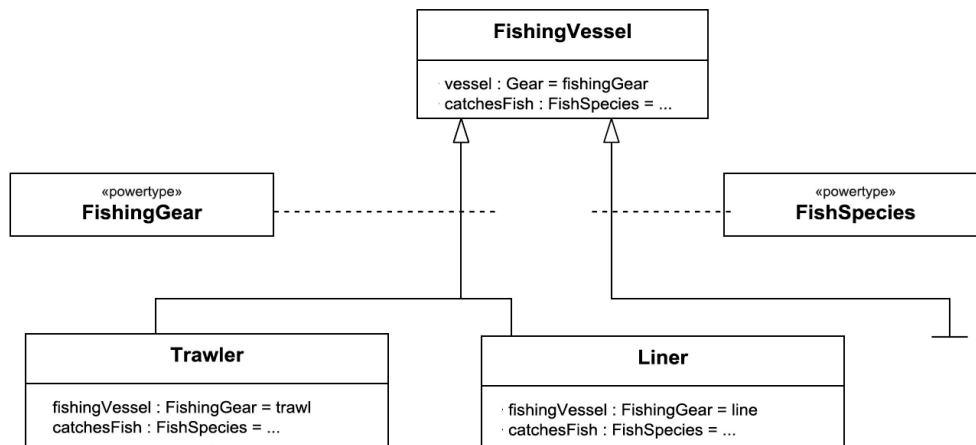 FishingVessel
vessel : Gear = fishingGear
catchesFish : FishSpecies = ...
«powertype»
FishingGear
«powertype»
FishSpecies
Trawler
fishingVessel : FishingGear = trawl
catchesFish : FishSpecies = ...
Liner
fishingVessel : FishingGear = line
catchesFish : FishSpecies = ...